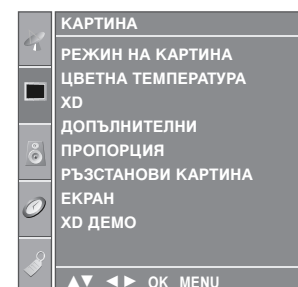 КАРТИНА
РЕЖИН НА КАРТИНА
ЦВЕТНА ТЕМПЕРАТУРА
XD
ДОПЪЛНИТЕЛНИ
ПРОПОРЦИЯ
РЪЗСТАНОВИ КАРТИНА
ЕКРАН
XD ДЕМО
▲▼ ◄► OK MENU